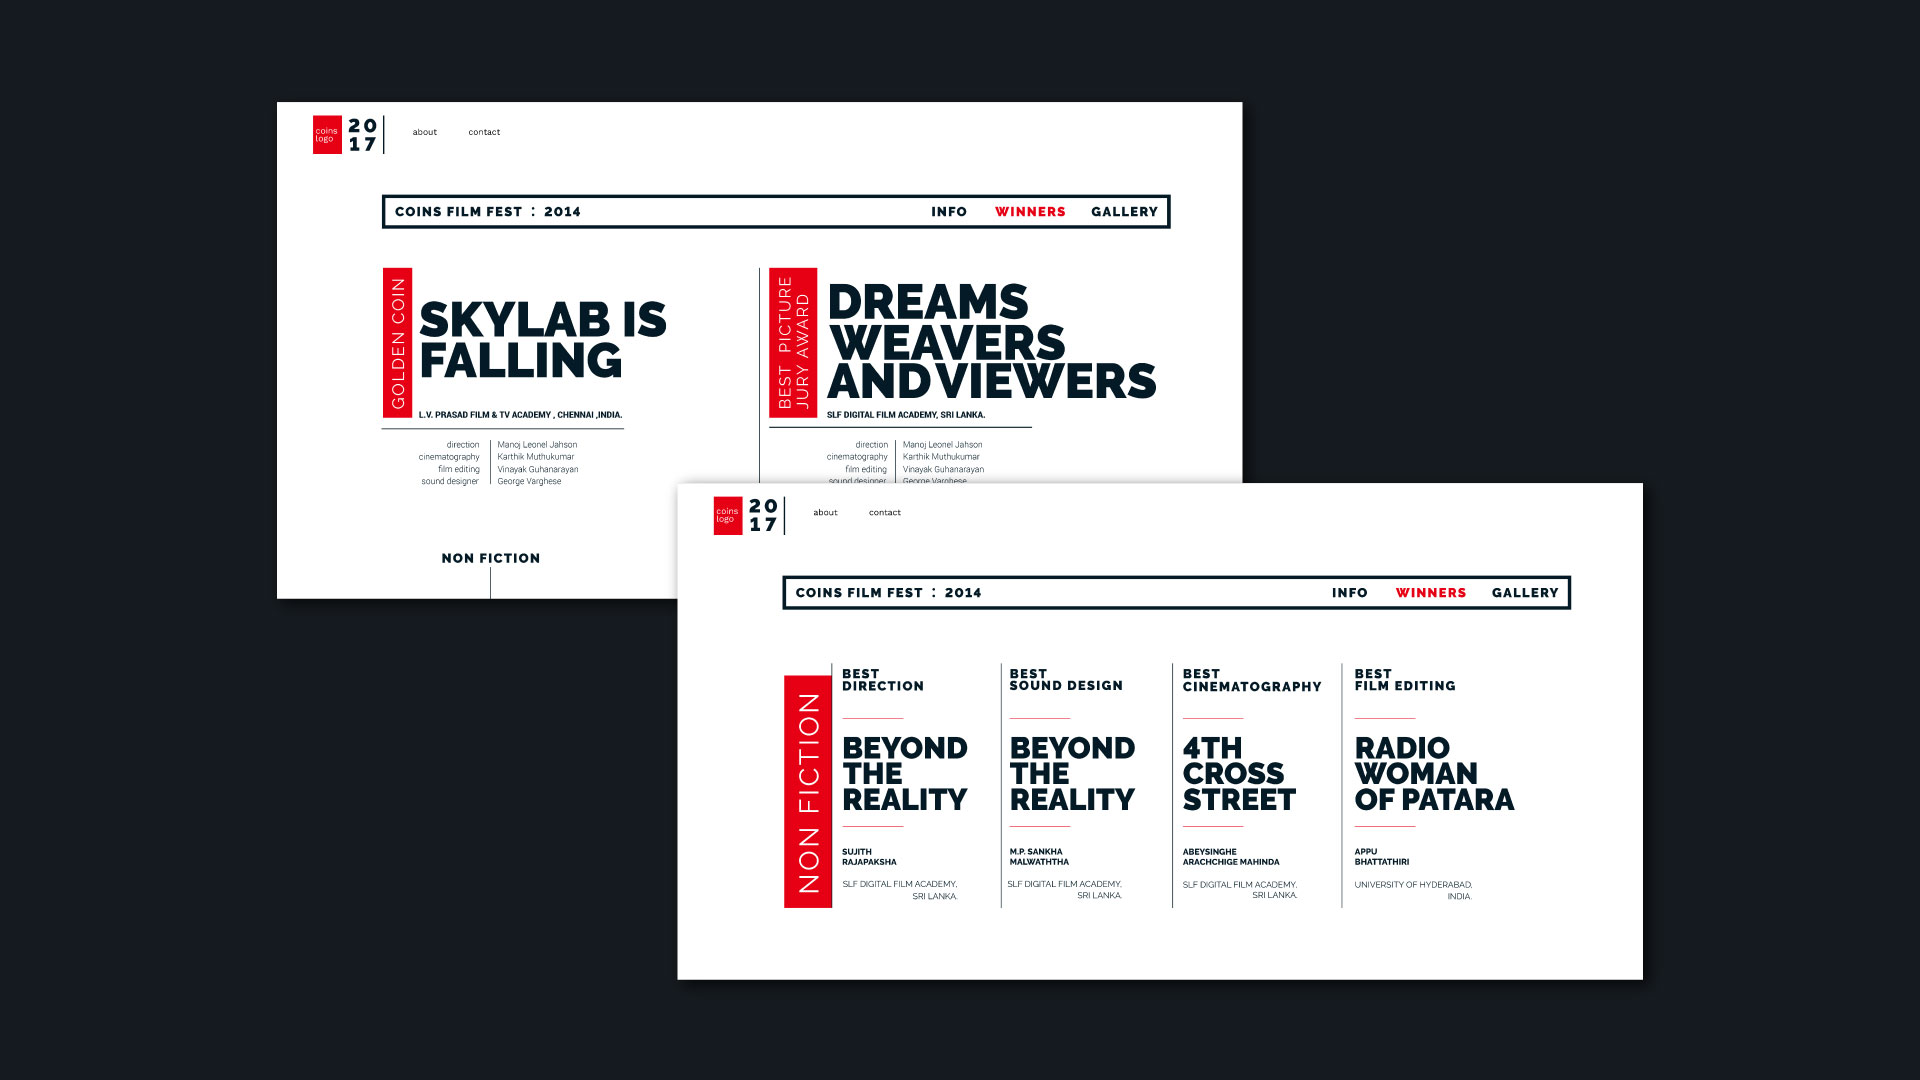 coins
logo
20
17
about
contact
COINS FILM FEST : 2014
INFO
WINNERS
GALLERY
GOLDEN COIN
SKYLAB IS
FALLING
L.V. PRASAD FILM & TV ACADEMY , CHENNAI ,INDIA.
direction Manoj Leonel Jahson
cinematography Karthik Muthukumar
film editing Vinayak Guhanarayan
sound designer George Varghese
BEST PICTURE
JURY AWARD
DREAMS
WEAVERS
AND VIEWERS
SLF DIGITAL FILM ACADEMY, SRI LANKA.
direction Manoj Leonel Jahson
cinematography Karthik Muthukumar
film editing Vinayak Guhanarayan
sound designer George Varghese
NON FICTION
coins
logo
20
17
about
contact
COINS FILM FEST : 2014
INFO
WINNERS
GALLERY
NON FICTION
BEST
DIRECTION
BEYOND
THE
REALITY
SUJITH
RAJAPAKSHA
SLF DIGITAL FILM ACADEMY,
SRI LANKA.
BEST
SOUND DESIGN
BEYOND
THE
REALITY
M.P. SANKHA
MALWATHTHA
SLF DIGITAL FILM ACADEMY,
SRI LANKA.
BEST
CINEMATOGRAPHY
4TH
CROSS
STREET
ABEYSINGHE
ARACHCHIGE MAHINDA
SLF DIGITAL FILM ACADEMY,
SRI LANKA.
BEST
FILM EDITING
RADIO
WOMAN
OF PATARA
APPU
BHATTATHIRI
UNIVERSITY OF HYDERABAD,
INDIA.